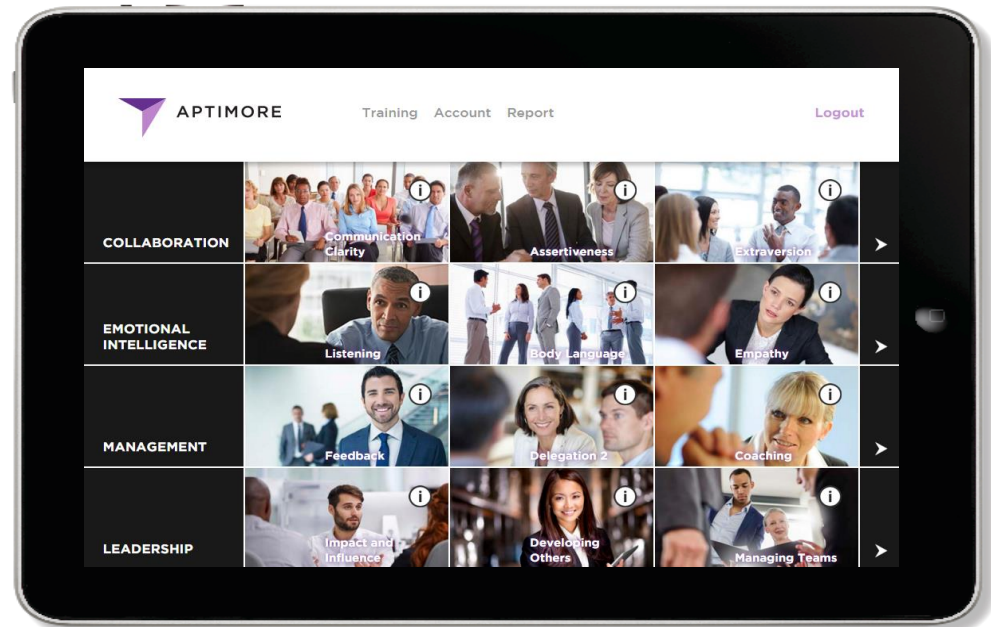 APTIMORE
Training Account Report
Logout
COLLABORATION
Communication
Clarity
Assertiveness
Extraversion
EMOTIONAL
INTELLIGENCE
Listening
Body Language
Empathy
MANAGEMENT
Feedback
Delegation 2
Coaching
LEADERSHIP
Impact and
Influence
Developing
Others
Managing Teams